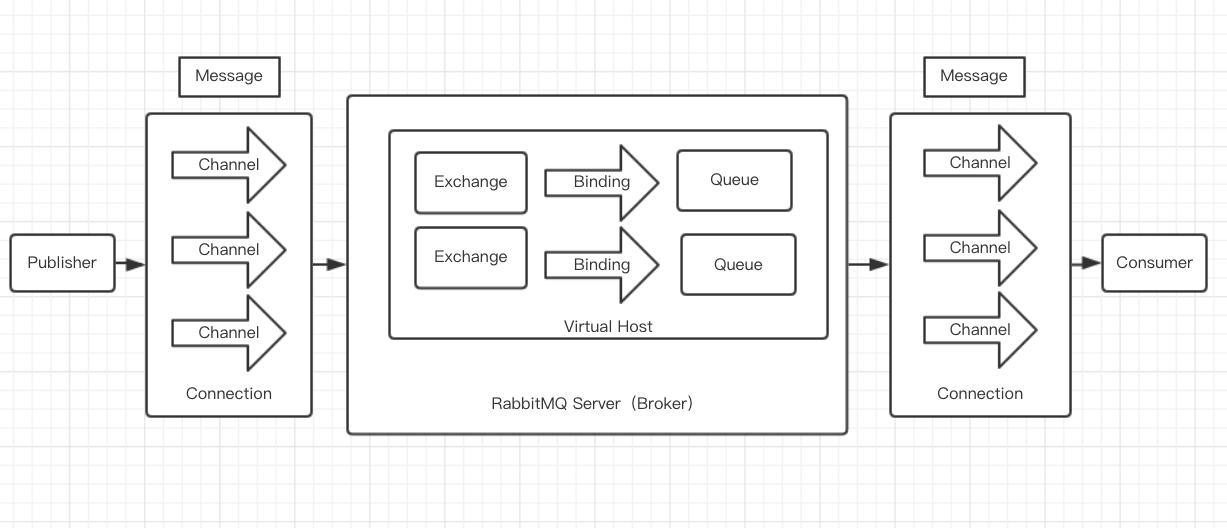 Message
Channel
Channel
Channel
Connection
Publisher
Exchange
Binding
Queue
Exchange
Binding
Queue
Virtual Host
RabbitMQ Server（Broker）
Message
Channel
Channel
Channel
Connection
Consumer